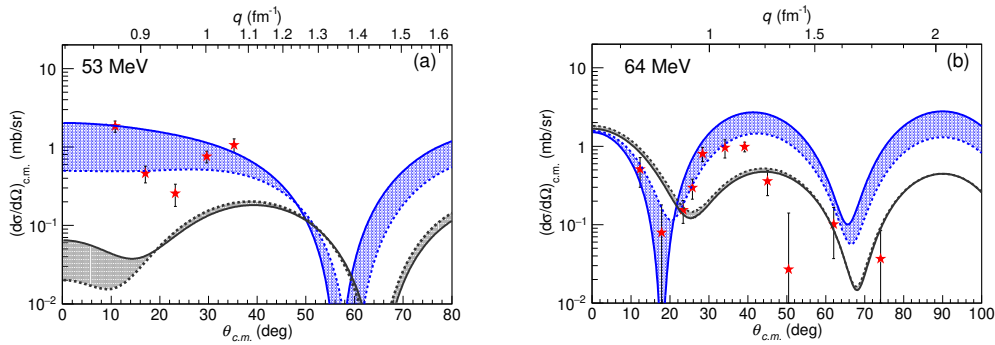 q (fm⁻¹)
0.9 1 1.1 1.2 1.3 1.4 1.5 1.6
53 MeV
(a)
10
1
10⁻¹
10⁻²
(dσ/dΩ)c.m. (mb/sr)
0 10 20 30 40 50 60 70 80
θc.m. (deg)
q (fm⁻¹)
1 1.5 2
64 MeV
(b)
10
1
10⁻¹
10⁻²
(dσ/dΩ)c.m. (mb/sr)
0 10 20 30 40 50 60 70 80 90 100
θc.m. (deg)